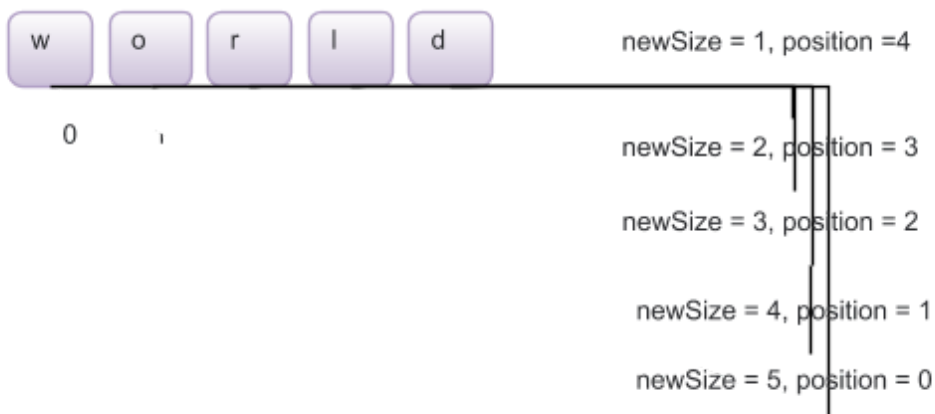 w o r l d
newSize = 1, position =4
0
newSize = 2, position = 3
newSize = 3, position = 2
newSize = 4, position = 1
newSize = 5, position = 0